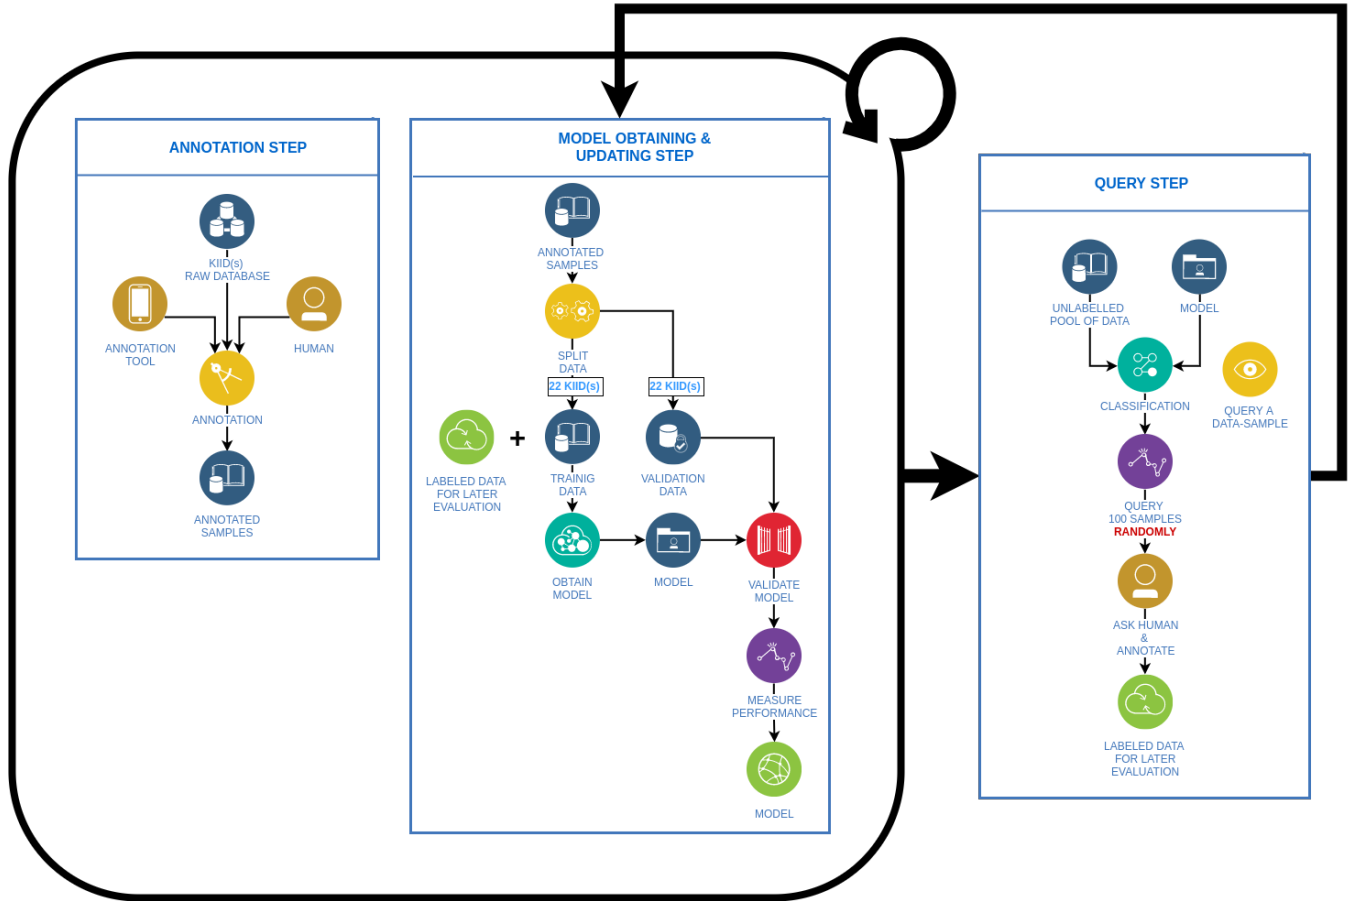 ANNOTATION STEP
KIID(s)
RAW DATABASE
ANNOTATION
TOOL
HUMAN
ANNOTATION
ANNOTATED
SAMPLES
MODEL OBTAINING &
UPDATING STEP
ANNOTATED
SAMPLES
SPLIT
DATA
22 KIID(s)
22 KIID(s)
+
LABELED DATA
FOR LATER
EVALUATION
TRAINIG
DATA
VALIDATION
DATA
OBTAIN
MODEL
MODEL
VALIDATE
MODEL
MEASURE
PERFORMANCE
MODEL
QUERY STEP
UNLABELLED
POOL OF DATA
MODEL
CLASSIFICATION
QUERY A
DATA-SAMPLE
QUERY
100 SAMPLES
RANDOMLY
ASK HUMAN
&
ANNOTATE
LABELED DATA
FOR LATER
EVALUATION